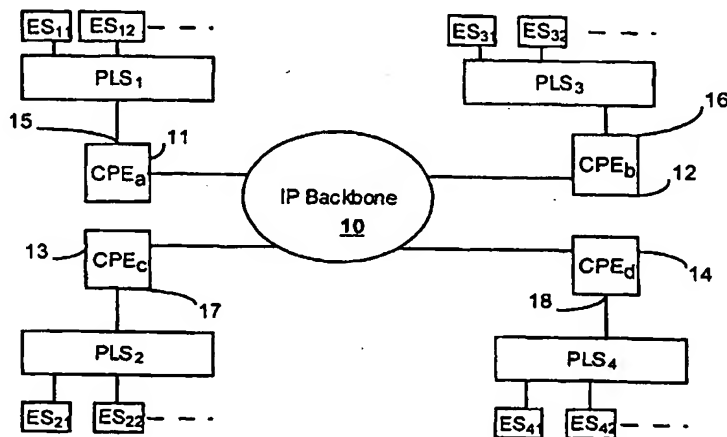 ES11 ES12
PLS1
15
11
CPEa
ES31 ES32
PLS3
16
CPEb
12
IP Backbone
10
13
CPEc
17
PLS2
ES21 ES22
CPEd
14
18
PLS4
ES41 ES42